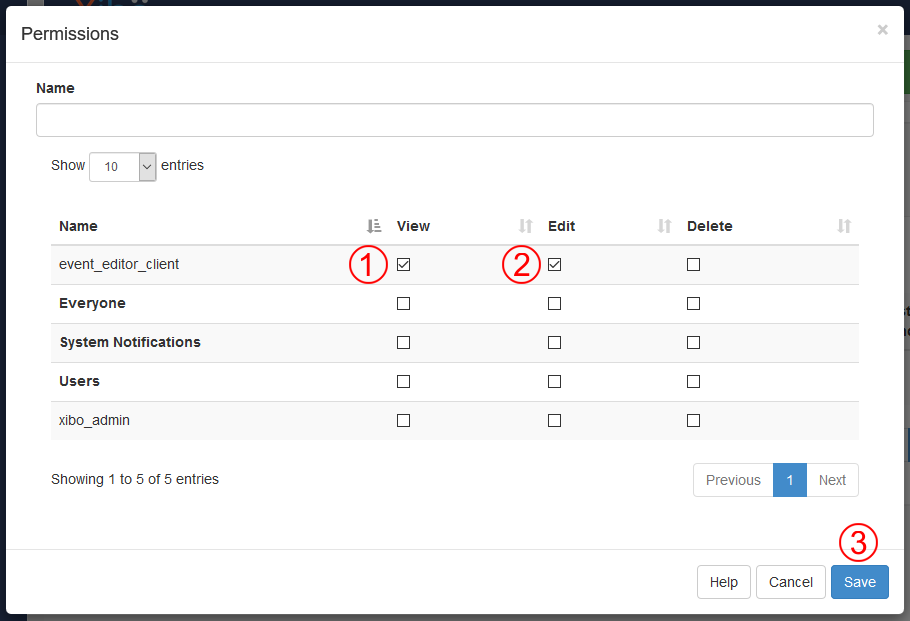 Permissions ×
Name
Show 10 entries
Name View Edit Delete
event_editor_client 1 2
Everyone
System Notifications
Users
xibo_admin
Showing 1 to 5 of 5 entries Previous 1 Next
3
Help Cancel Save